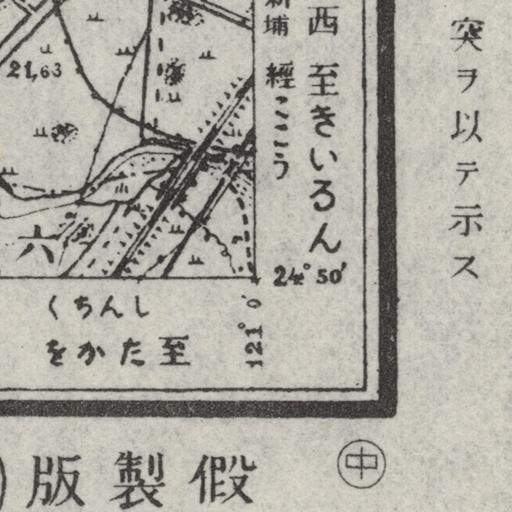 突ヲ以テ示ス
西
至きいろん
埔
經ここう
21.63
六
24°50′
121°0′
しんちく
至たかを
㊥
假製版